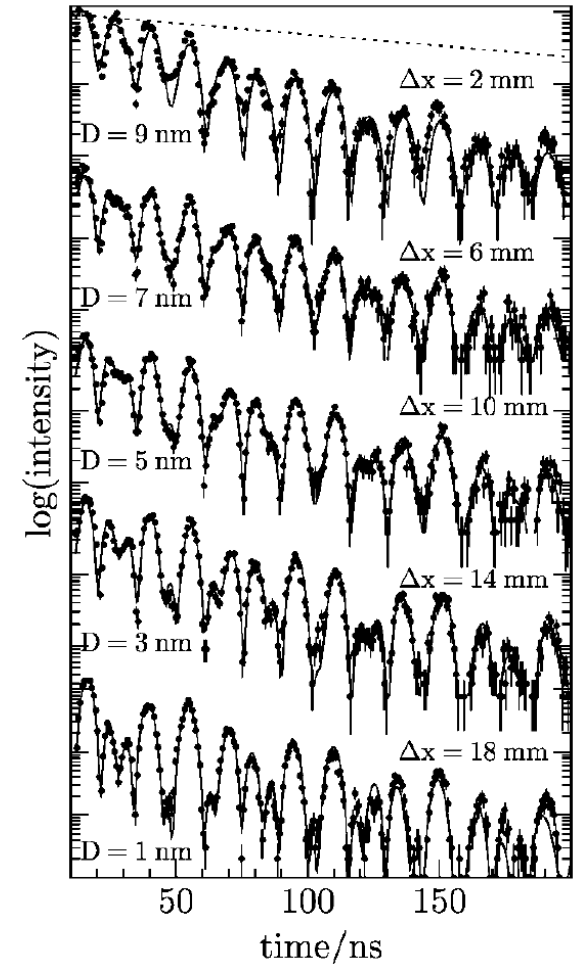 Δx = 2 mm
D = 9 nm
Δx = 6 mm
D = 7 nm
Δx = 10 mm
D = 5 nm
Δx = 14 mm
D = 3 nm
Δx = 18 mm
D = 1 nm
log(intensity)
50 100 150
time/ns